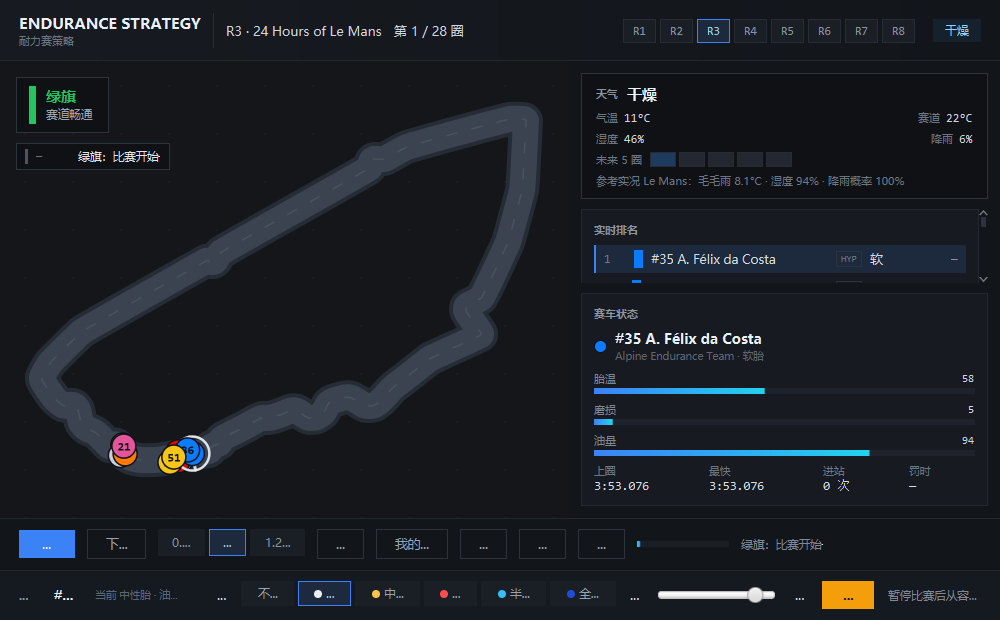 ENDURANCE STRATEGY
耐力赛策略
R3 · 24 Hours of Le Mans 第 1 / 28 圈
R1 R2 R3 R4 R5 R6 R7 R8 干燥
绿旗
赛道畅通
– 绿旗: 比赛开始
天气 干燥
气温 11°C 赛道 22°C
湿度 46% 降雨 6%
未来 5 圈
参考实况 Le Mans: 毛毛雨 8.1°C · 湿度 94% · 降雨概率 100%
实时排名
1 #35 A. Félix da Costa HYP 软 –
赛车状态
#35 A. Félix da Costa
Alpine Endurance Team · 软胎
胎温 58
磨损 5
油量 94
上圈 最快 进站 罚时
3:53.076 3:53.076 0 次 –
21
51
... 下... 0.... ... 1.2... ... 我的... ... ... ... 绿旗: 比赛开始
... #... 当前 中性胎 · 油... ... 不... ... 中... ... 半... 全... ... ... ... 暂停比赛后从容...